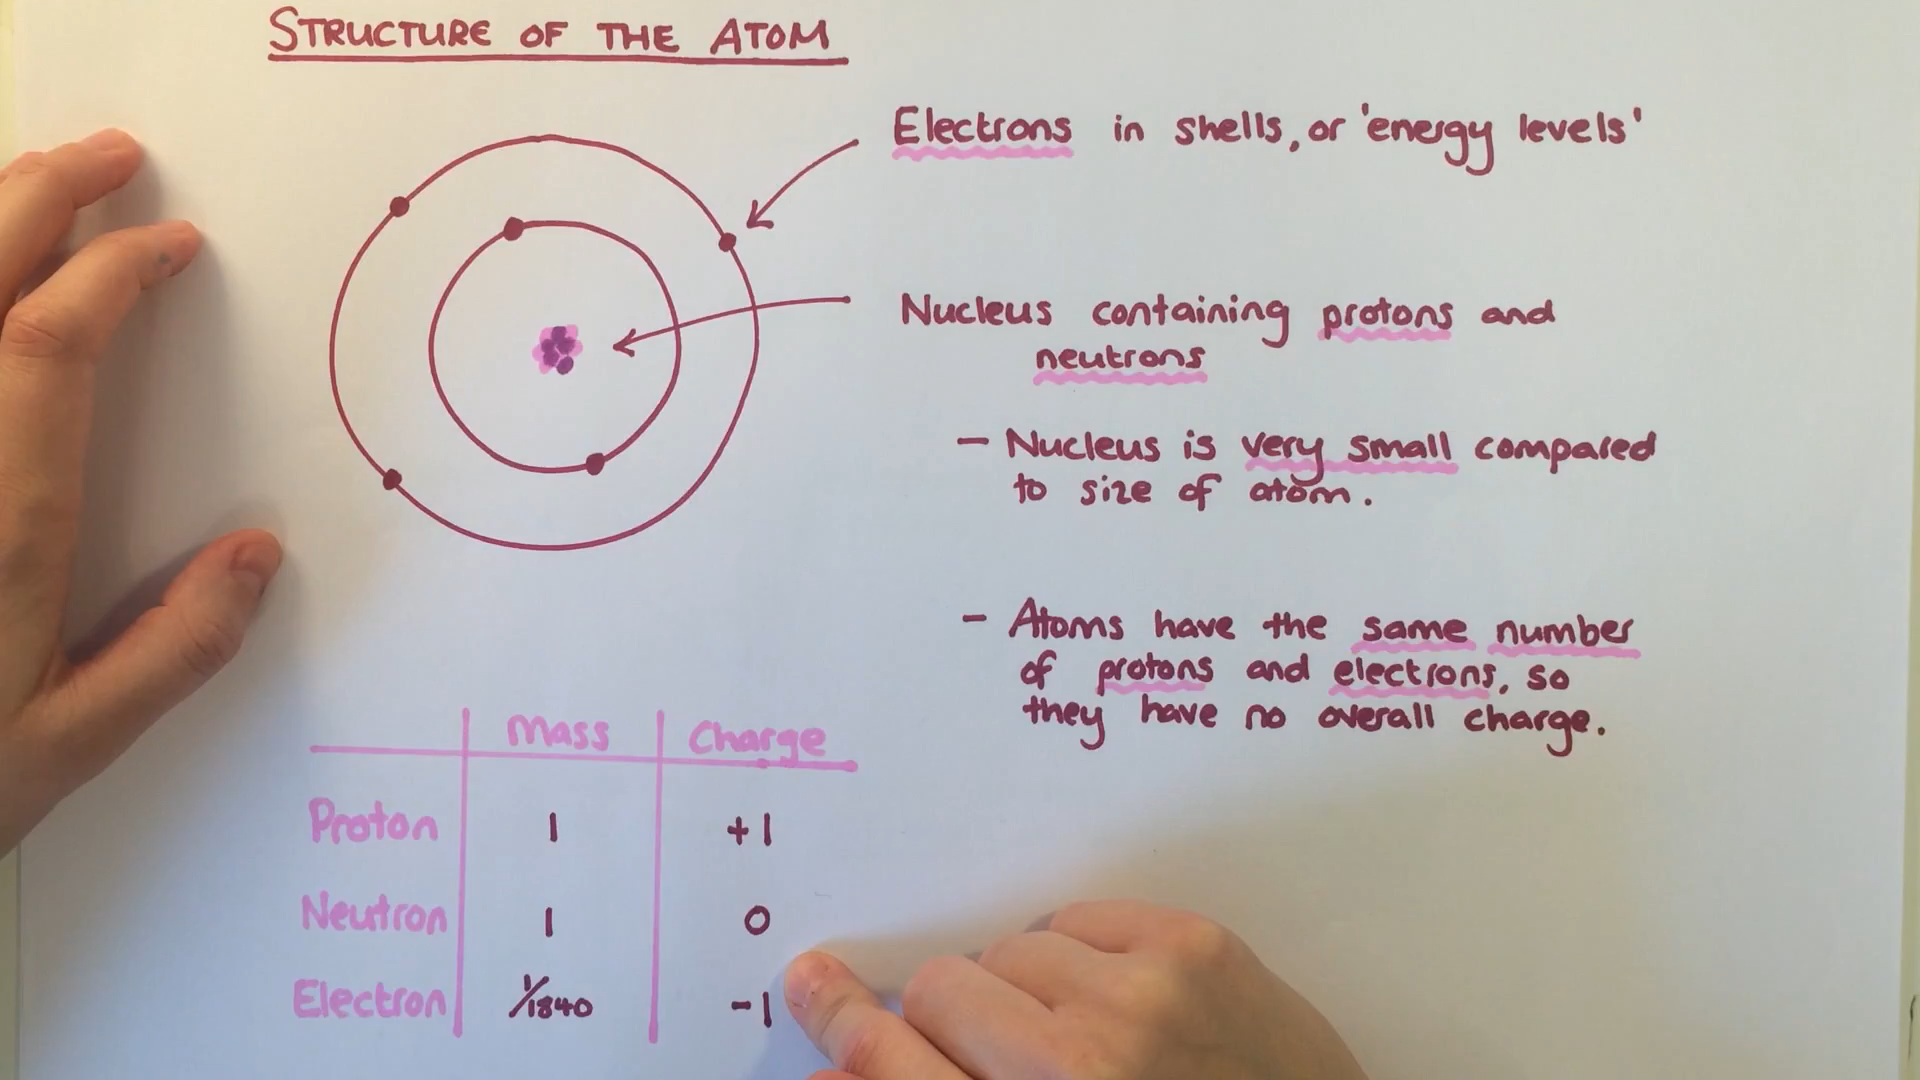 STRUCTURE OF THE ATOM
Electrons in shells, or 'energy levels'
Nucleus containing protons and
neutrons
- Nucleus is very small compared
to size of atom.
- Atoms have the same number
of protons and electrons, so
they have no overall charge.
Mass Charge
Proton 1 +1
Neutron 1 0
Electron 1/1840 -1